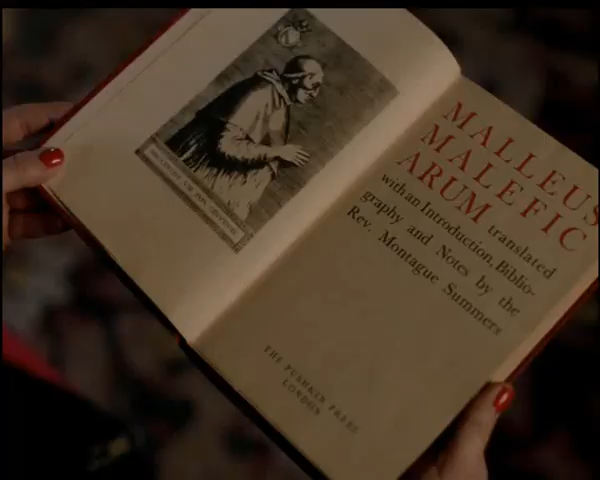 MALLEUS
MALEFIC
ARUM translated
with an Introduction, Biblio-
graphy and Notes by the
Rev. Montague Summers
THE PUSHKIN PRESS
LONDON